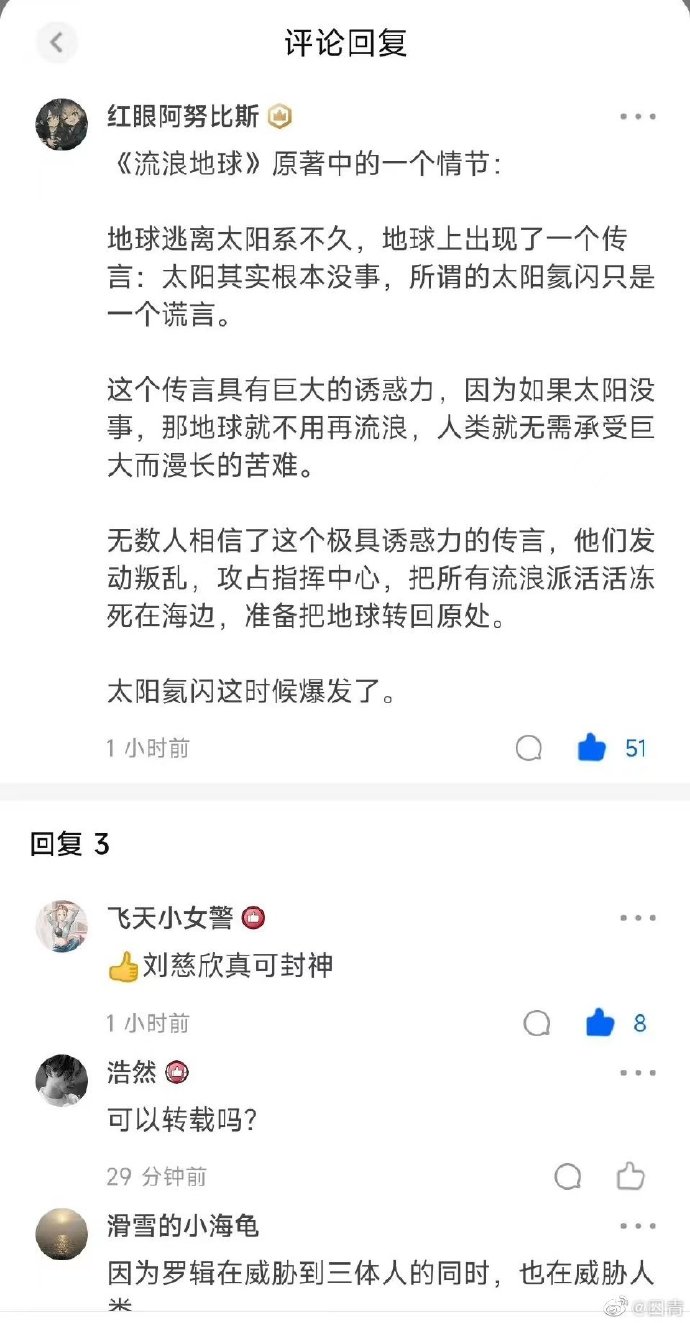 评论回复
红眼阿努比斯
《流浪地球》原著中的一个情节：
地球逃离太阳系不久，地球上出现了一个传
言：太阳其实根本没事，所谓的太阳氦闪只是
一个谎言。
这个传言具有巨大的诱惑力，因为如果太阳没
事，那地球就不用再流浪，人类就无需承受巨
大而漫长的苦难。
无数人相信了这个极具诱惑力的传言，他们发
动叛乱，攻占指挥中心，把所有流浪派活活冻
死在海边，准备把地球转回原处。
太阳氦闪这时候爆发了。
1 小时前
51
回复 3
飞天小女警
👍刘慈欣真可封神
1 小时前
8
浩然
可以转载吗?
29 分钟前
滑雪的小海龟
因为罗辑在威胁到三体人的同时，也在威胁人
类
@囧青